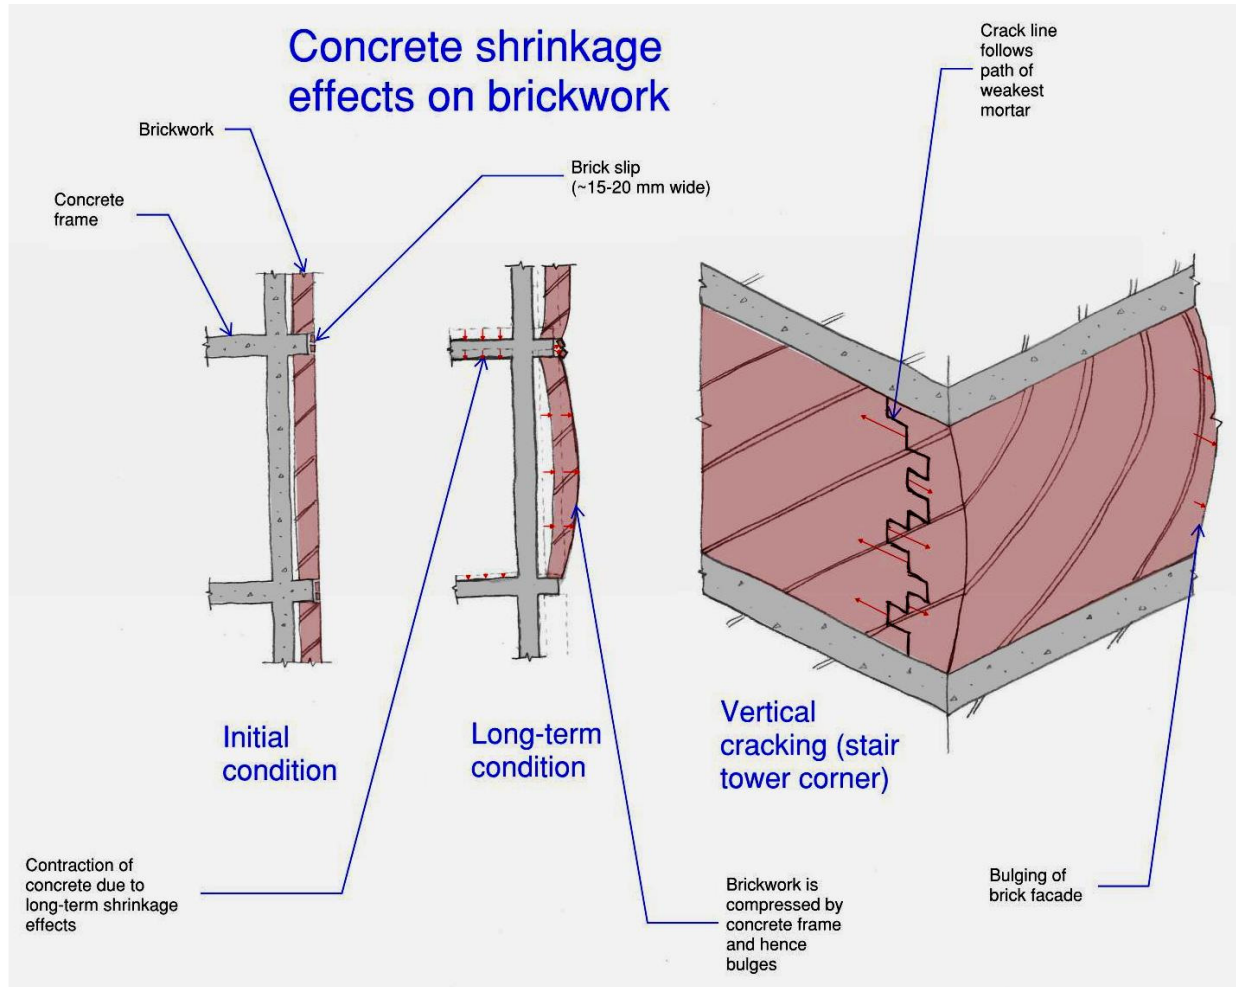 Concrete shrinkage
effects on brickwork
Crack line
follows
path of
weakest
mortar
Brickwork
Brick slip
(~15-20 mm wide)
Concrete
frame
Initial
condition
Long-term
condition
Vertical
cracking (stair
tower corner)
Contraction of
concrete due to
long-term shrinkage
effects
Brickwork is
compressed by
concrete frame
and hence
bulges
Bulging of
brick facade